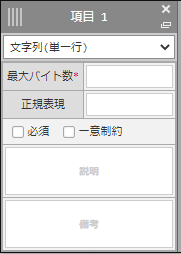 項目 1
文字列(単一行)
最大バイト数*
正規表現
必須 一意制約
説明
備考